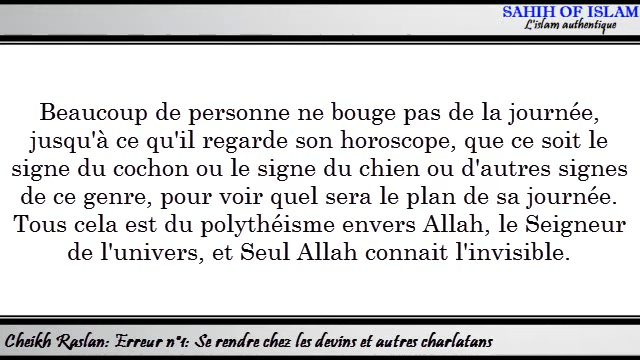 SAHIH OF ISLAM
L'islam authentique
Beaucoup de personne ne bouge pas de la journée,
jusqu'à ce qu'il regarde son horoscope, que ce soit le
signe du cochon ou le signe du chien ou d'autres signes
de ce genre, pour voir quel sera le plan de sa journée.
Tous cela est du polythéisme envers Allah, le Seigneur
de l'univers, et Seul Allah connait l'invisible.
Cheikh Raslan: Erreur n°1: Se rendre chez les devins et autres charlatans